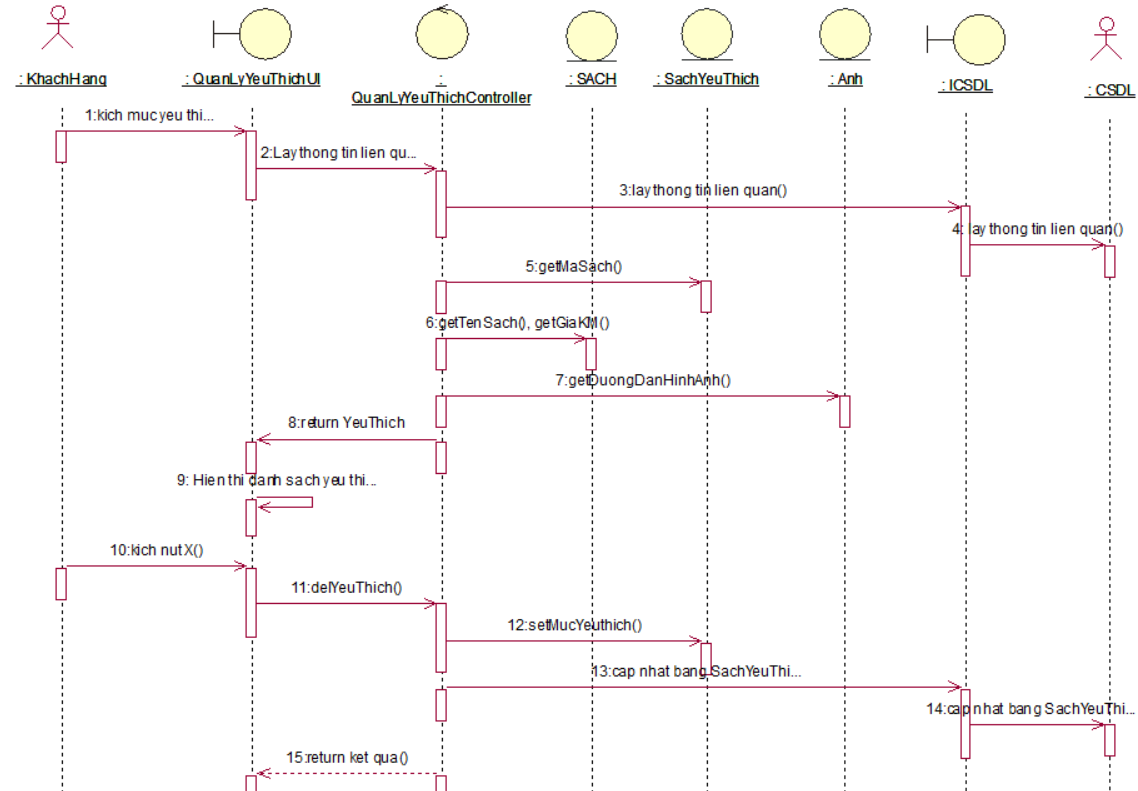 : KhachHang
: QuanLyYeuThichUI
:
QuanLyYeuThichController
: SACH
: SachYeuThich
: Anh
: ICSDL
: CSDL
1:kich muc yeu thi...
2:Lay thong tin lien qu...
3:lay thong tin lien quan()
4: lay thong tin lien quan()
5:getMaSach()
6:getTenSach(), getGiaKM()
7:getDuongDanHinhAnh()
8:return YeuThich
9: Hien thi danh sach yeu thi...
10:kich nut X()
11:delYeuThich()
12:setMucYeuthich()
13:cap nhat bang SachYeuThi...
14:cap nhat bang SachYeuThi...
15:return ket qua()